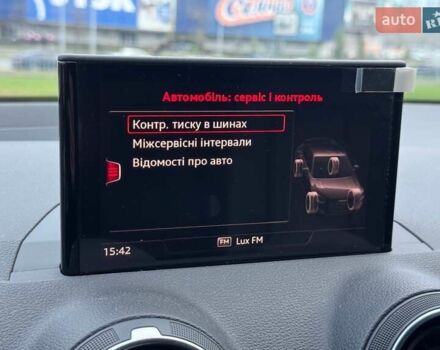 auto
Автомобіль: сервіс і контроль
Контр. тиску в шинах
Міжсервісні інтервали
Відомості про авто
FM Lux FM
15:42